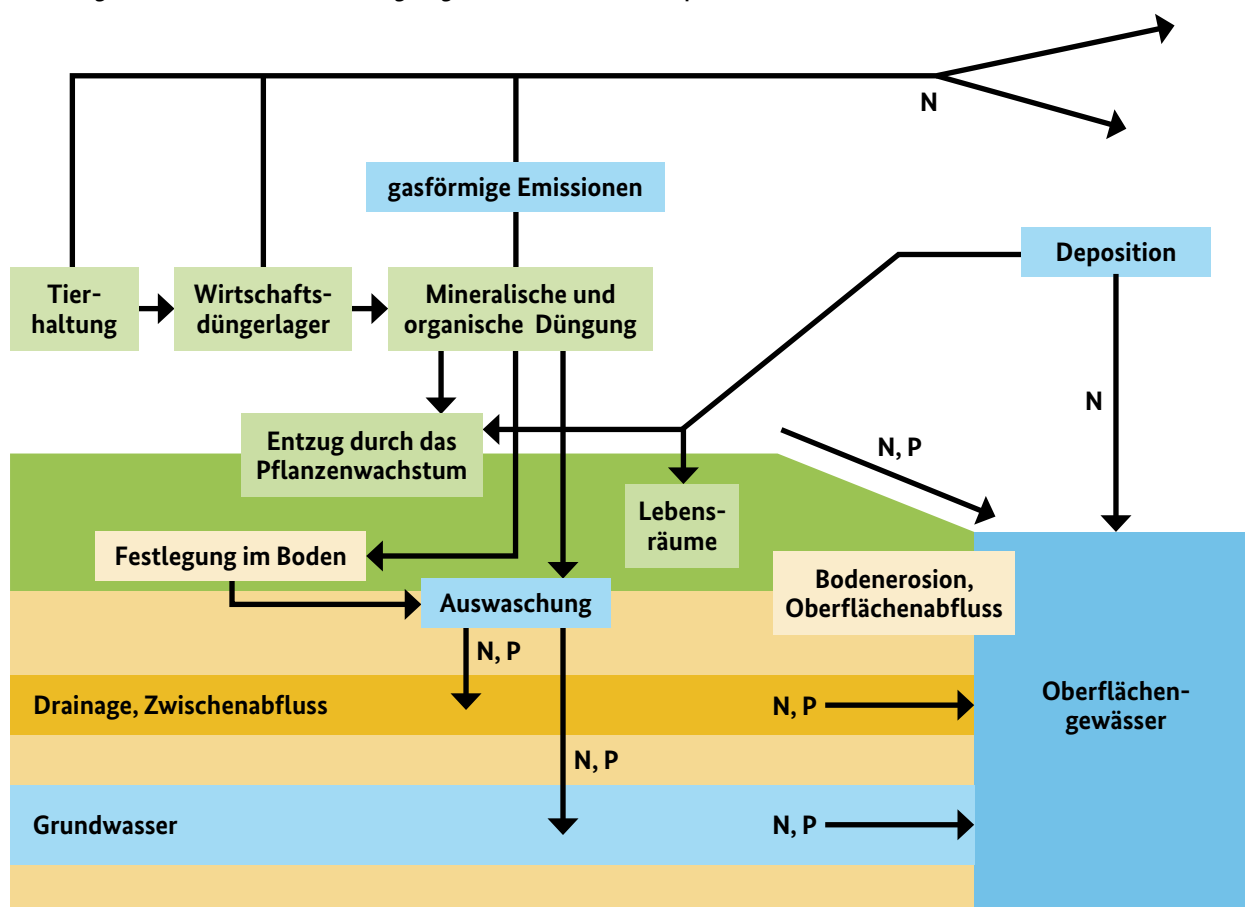 N
gasförmige Emissionen
Deposition
Tier-
haltung
Wirtschafts-
düngerlager
Mineralische und
organische Düngung
N
Entzug durch das
Pflanzenwachstum
N, P
Lebens-
räume
Festlegung im Boden
Bodenerosion,
Oberflächenabfluss
Auswaschung
N, P
Drainage, Zwischenabfluss
N, P
Oberflächen-
gewässer
N, P
Grundwasser
N, P